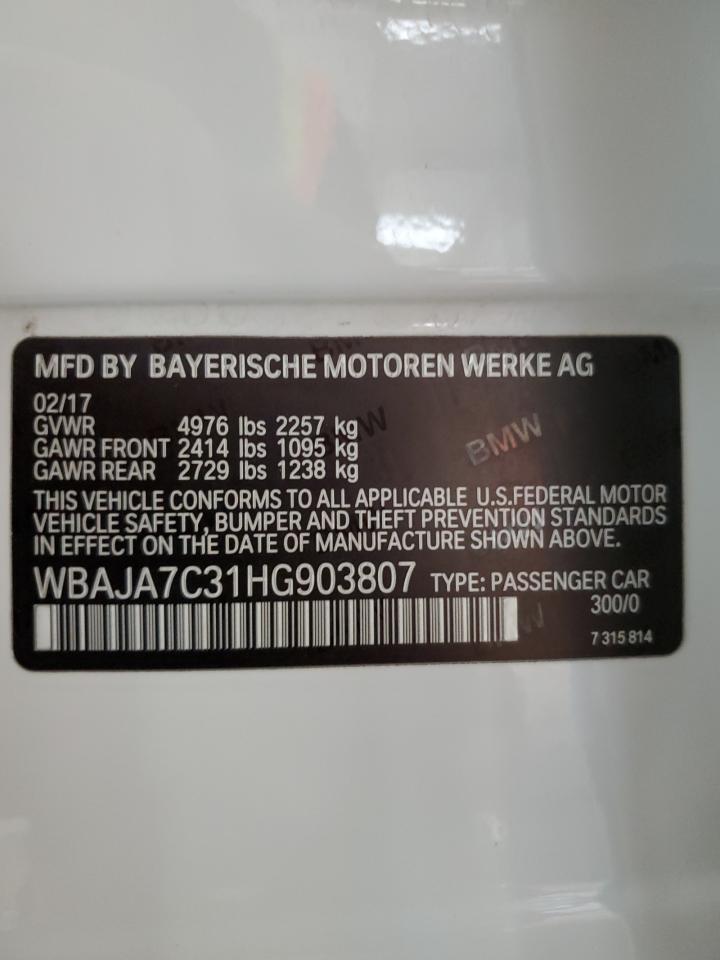 MFD BY BAYERISCHE MOTOREN WERKE AG
02/17
GVWR 4976 lbs 2257 kg
GAWR FRONT 2414 lbs 1095 kg
GAWR REAR 2729 lbs 1238 kg
BMW
THIS VEHICLE CONFORMS TO ALL APPLICABLE U.S.FEDERAL MOTOR
VEHICLE SAFETY, BUMPER AND THEFT PREVENTION STANDARDS
IN EFFECT ON THE DATE OF MANUFACTURE SHOWN ABOVE.
WBAJA7C31HG903807 TYPE: PASSENGER CAR
300/0
7 315 814